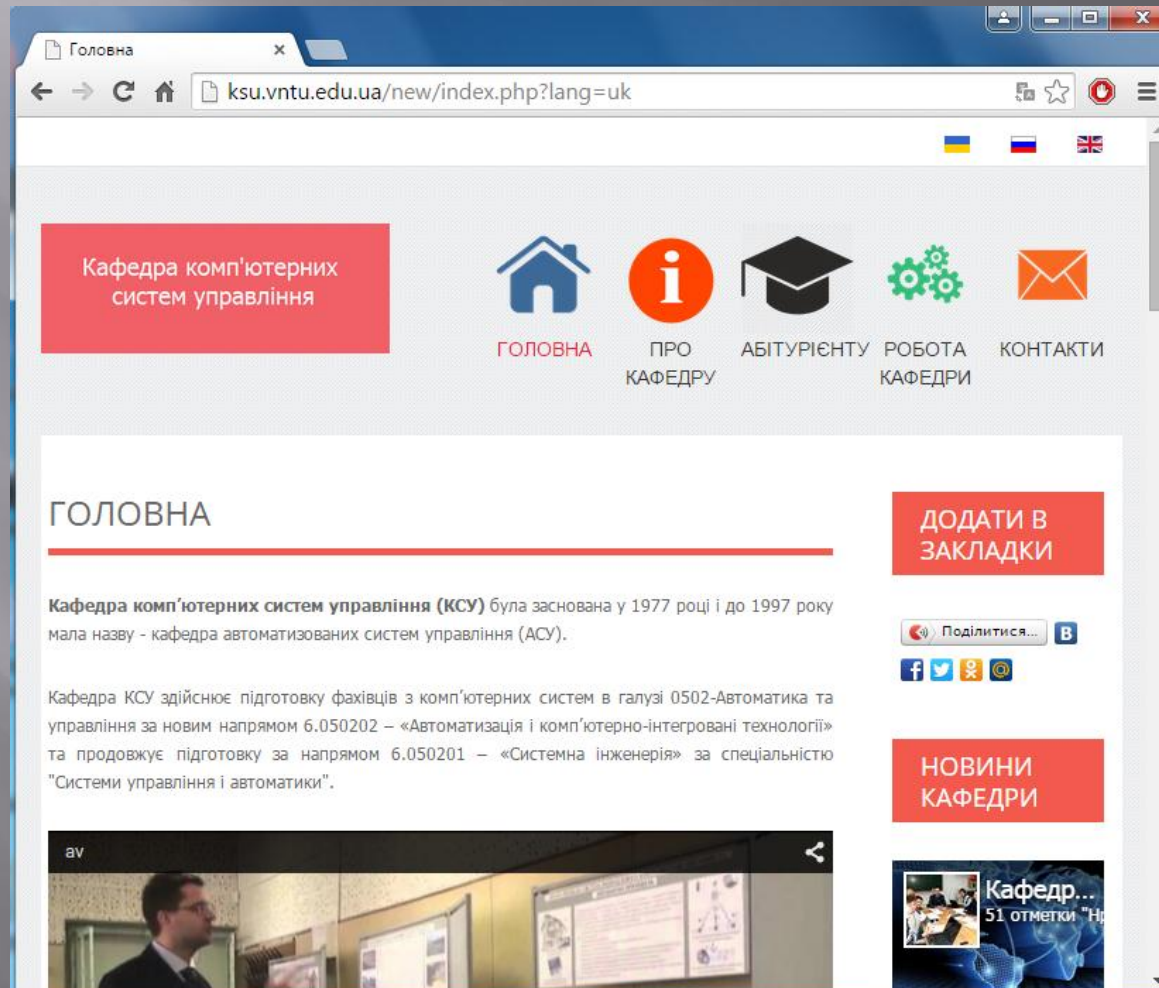 Головна
ksu.vntu.edu.ua/new/index.php?lang=uk
Кафедра комп'ютерних
систем управління
ГОЛОВНА
ПРО
КАФЕДРУ
АБІТУРІЄНТУ
РОБОТА
КАФЕДРИ
КОНТАКТИ
ГОЛОВНА
Кафедра комп’ютерних систем управління (КСУ) була заснована у 1977 році і до 1997 року
мала назву - кафедра автоматизованих систем управління (АСУ).
Кафедра КСУ здійснює підготовку фахівців з комп’ютерних систем в галузі 0502-Автоматика та
управління за новим напрямом 6.050202 – «Автоматизація і комп’ютерно-інтегровані технології»
та продовжує підготовку за напрямом 6.050201 – «Системна інженерія» за спеціальністю
"Системи управління і автоматики".
av
ДОДАТИ В
ЗАКЛАДКИ
Поділитися...
НОВИНИ
КАФЕДРИ
Кафедр...
51 отметки "Нр